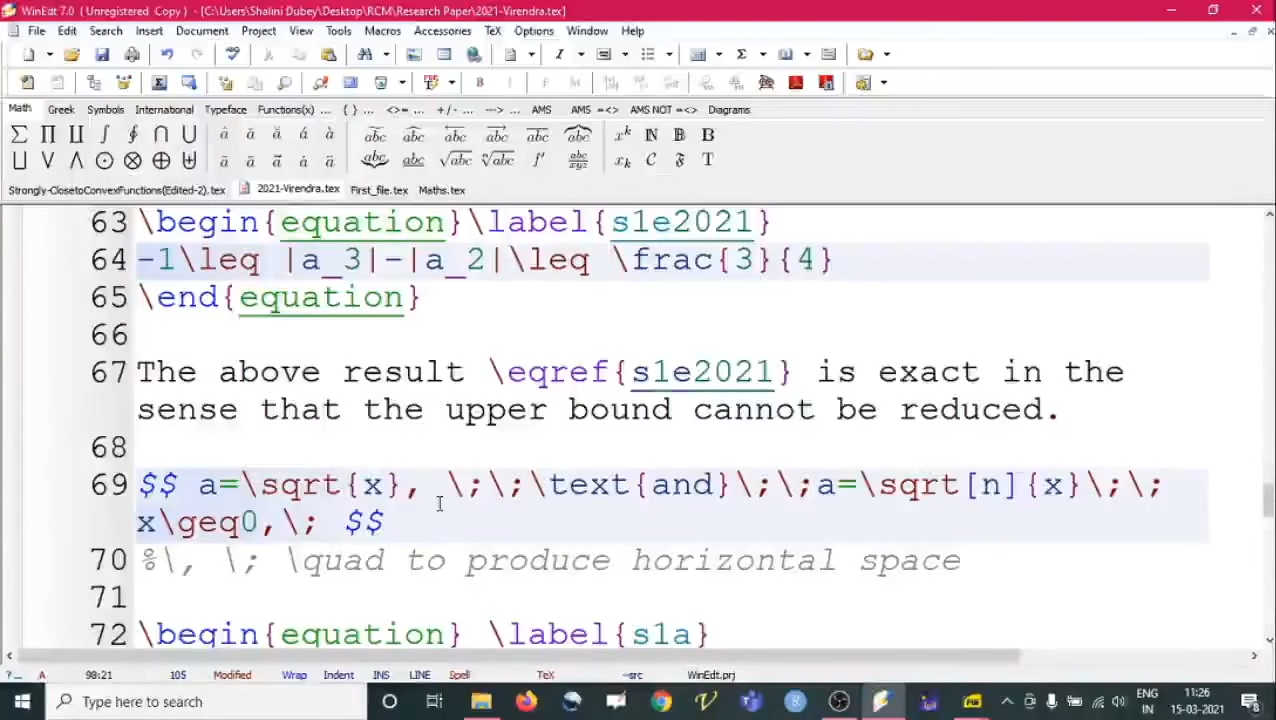 WinEdt 7.0 ( Unregistered Copy ) - [C:\Users\Shalini Dubey\Desktop\RCM\Research Paper\2021-Virendra.tex]
File Edit Search Insert Document Project View Tools Macros Accessories TeX Options Window Help
Math Greek Symbols International Typeface Functions(x) ... { } ... <>= ... +/- ... ---> ... AMS AMS =<> AMS NOT =<> Diagrams
Strongly-ClosetoConvexFunctions(Edited-2).tex 2021-Virendra.tex First_file.tex Maths.tex
63 \begin{equation}\label{s1e2021}
64 -1\leq |a_3|-|a_2|\leq \frac{3}{4}
65 \end{equation}
66
67 The above result \eqref{s1e2021} is exact in the
sense that the upper bound cannot be reduced.
68
69 $$ a=\sqrt{x}, \;\;\text{and}\;\;a=\sqrt[n]{x}\;\;
x\geq0,\; $$
70 %\, \; \quad to produce horizontal space
71
72 \begin{equation} \label{s1a}
? A 98:21 105 Modified Wrap Indent INS LINE Spell TeX --src WinEdt.prj
Type here to search
ENG 11:26
IN 15-03-2021